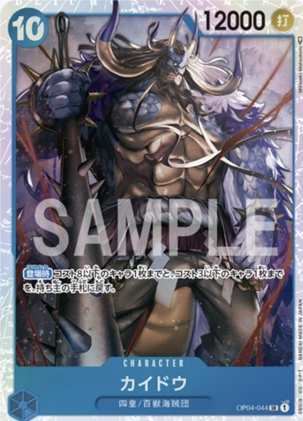 10
12000
打
SAMPLE
【登場時】コスト8以下のキャラ1枚までと、コスト3以下のキャラ1枚まで
を、持ち主の手札に戻す。
CHARACTER
カイドウ
四皇/百獣海賊団
OP04-044 SR 1